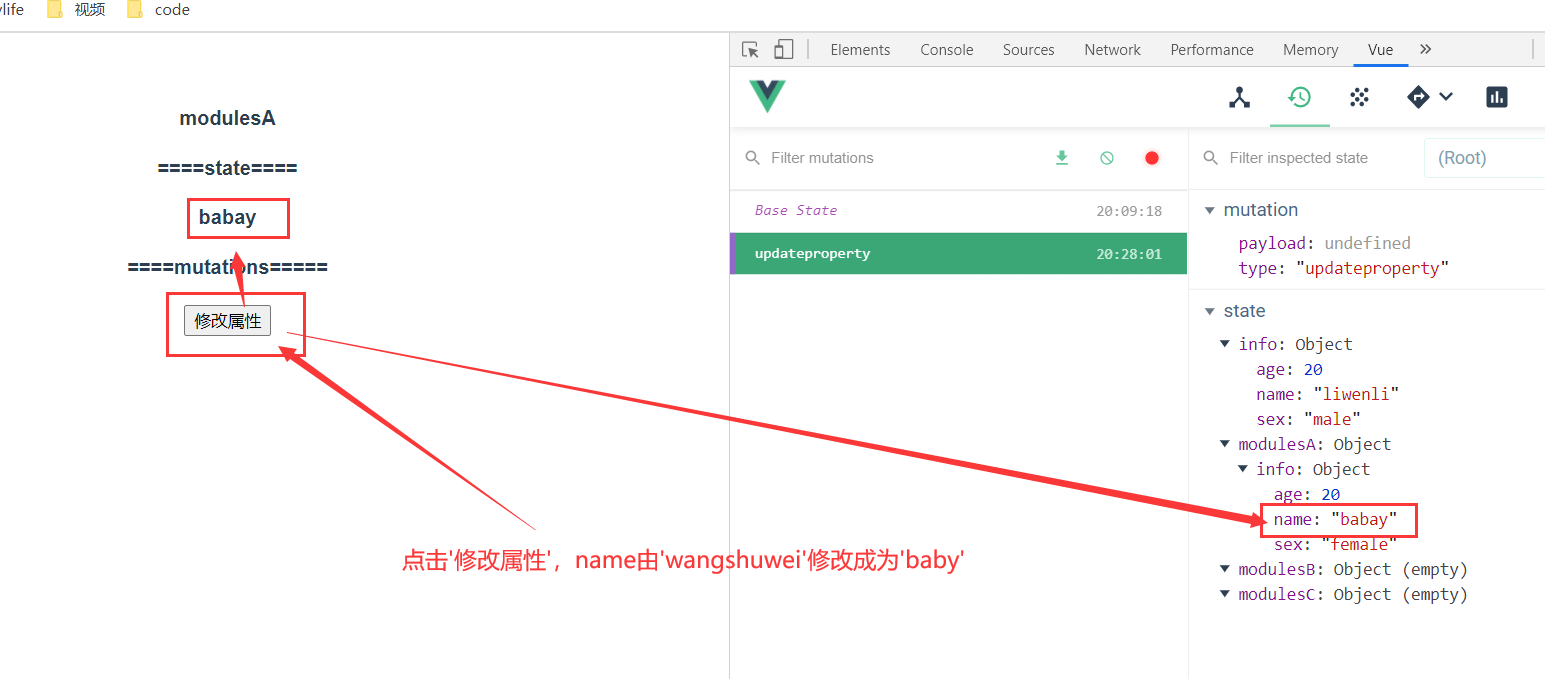 life
视频
code
Elements Console Sources Network Performance Memory Vue »
modulesA
====state====
babay
====mutations=====
修改属性
Filter mutations
Base State 20:09:18
updateproperty 20:28:01
Filter inspected state
(Root)
mutation
payload: undefined
type: "updateproperty"
state
info: Object
age: 20
name: "liwenli"
sex: "male"
modulesA: Object
info: Object
age: 20
name: "babay"
sex: "female"
modulesB: Object (empty)
modulesC: Object (empty)
点击'修改属性'，name由'wangshuwei'修改成为'baby'